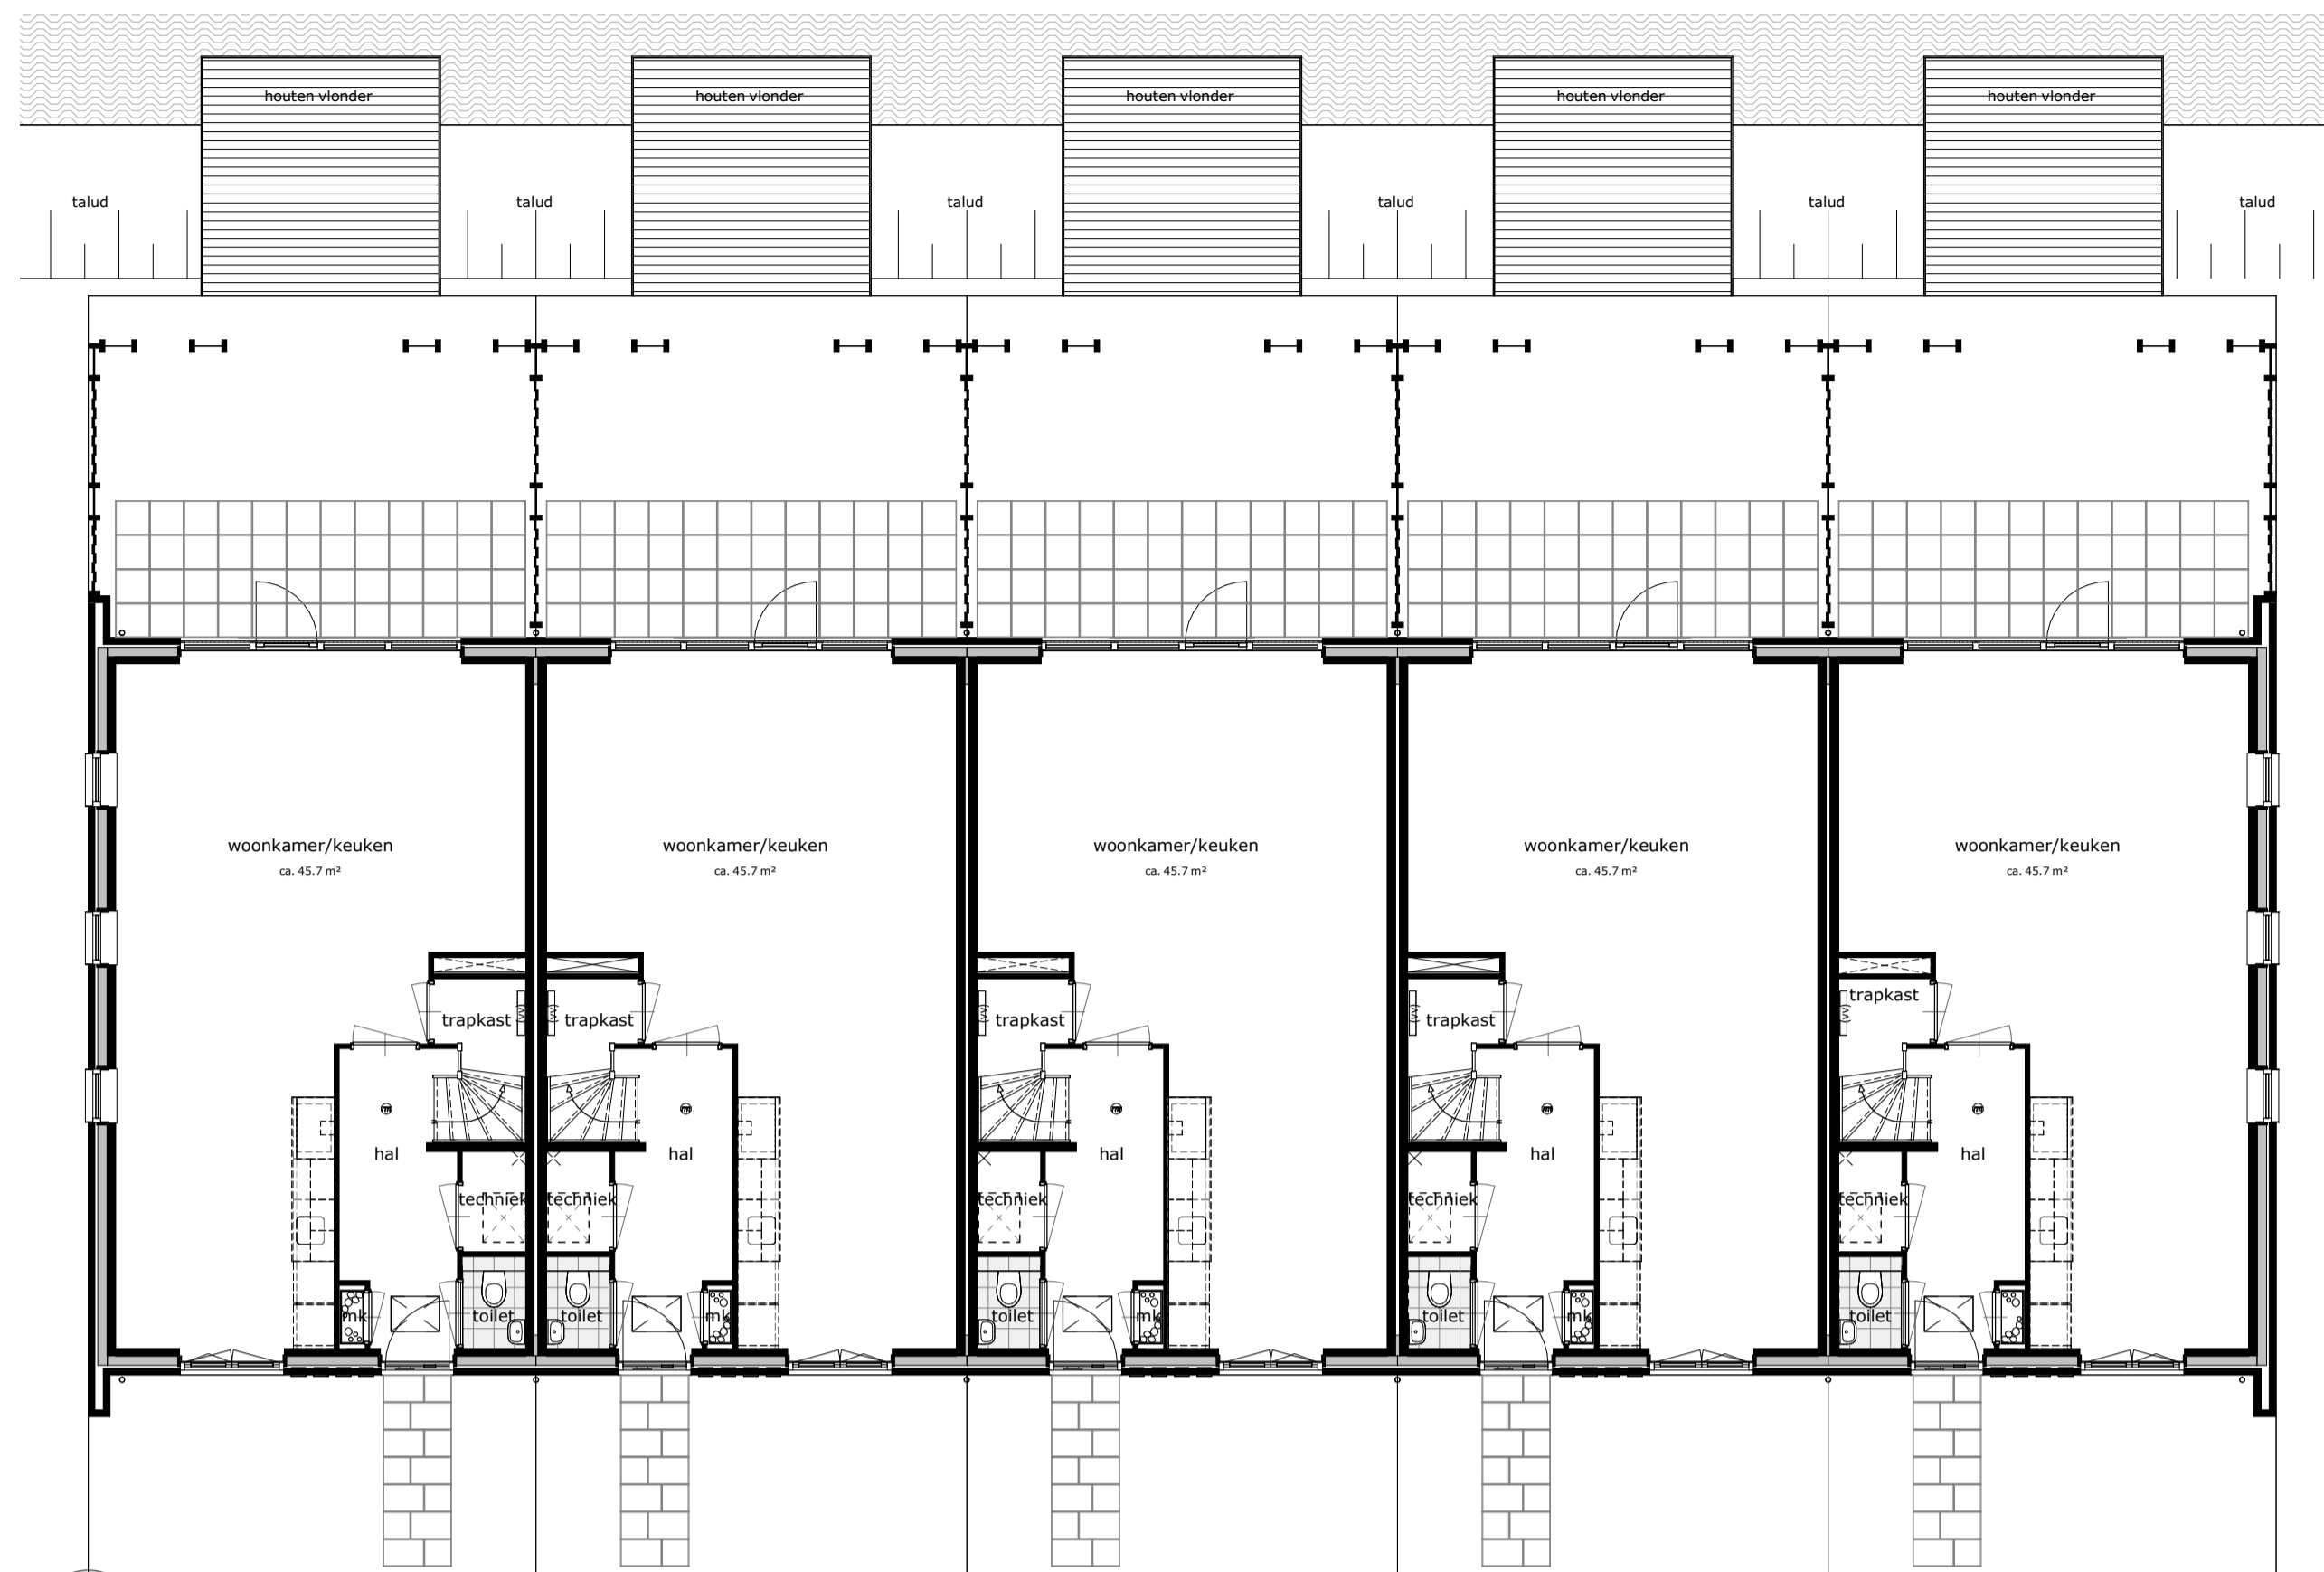 houten vlonder houten vlonder houten vlonder houten vlonder houten vlonder
talud talud talud talud talud talud
woonkamer/keuken woonkamer/keuken woonkamer/keuken woonkamer/keuken woonkamer/keuken
ca. 45.7 m² ca. 45.7 m² ca. 45.7 m² ca. 45.7 m² ca. 45.7 m²
trapkast trapkast trapkast trapkast trapkast
m m m m m
hal hal hal hal hal
techniek techniek techniek techniek techniek
mk toilet toilet mk toilet mk toilet mk toilet